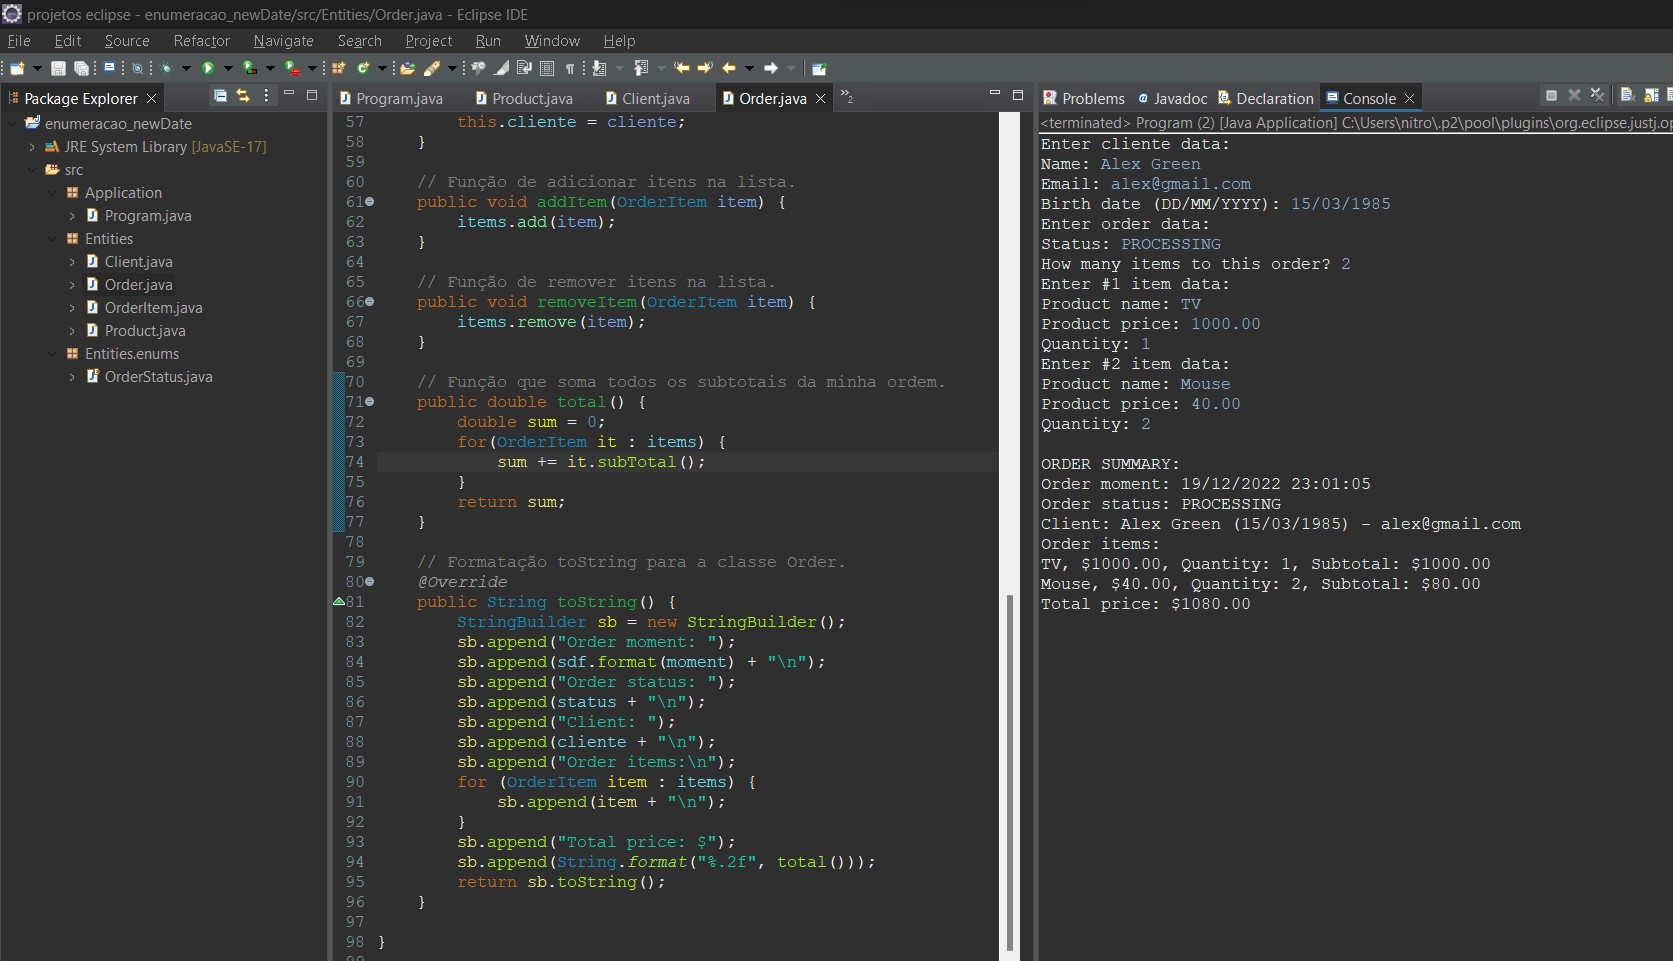 projetos eclipse - enumeracao_newDate/src/Entities/Order.java - Eclipse IDE
File Edit Source Refactor Navigate Search Project Run Window Help
Package Explorer
enumeracao_newDate
JRE System Library [JavaSE-17]
src
Application
Program.java
Entities
Client.java
Order.java
OrderItem.java
Product.java
Entities.enums
OrderStatus.java
Program.java Product.java Client.java Order.java »2
57 this.cliente = cliente;
58 }
59
60 // Função de adicionar itens na lista.
61 public void addItem(OrderItem item) {
62 items.add(item);
63 }
64
65 // Função de remover itens na lista.
66 public void removeItem(OrderItem item) {
67 items.remove(item);
68 }
69
70 // Função que soma todos os subtotais da minha ordem.
71 public double total() {
72 double sum = 0;
73 for(OrderItem it : items) {
74 sum += it.subTotal();
75 }
76 return sum;
77 }
78
79 // Formatação toString para a classe Order.
80 @Override
81 public String toString() {
82 StringBuilder sb = new StringBuilder();
83 sb.append("Order moment: ");
84 sb.append(sdf.format(moment) + "\n");
85 sb.append("Order status: ");
86 sb.append(status + "\n");
87 sb.append("Client: ");
88 sb.append(cliente + "\n");
89 sb.append("Order items:\n");
90 for (OrderItem item : items) {
91 sb.append(item + "\n");
92 }
93 sb.append("Total price: $");
94 sb.append(String.format("%.2f", total()));
95 return sb.toString();
96 }
97
98 }
Problems Javadoc Declaration Console
<terminated> Program (2) [Java Application] C:\Users\nitro\.p2\pool\plugins\org.eclipse.justj.op
Enter cliente data:
Name: Alex Green
Email: alex@gmail.com
Birth date (DD/MM/YYYY): 15/03/1985
Enter order data:
Status: PROCESSING
How many items to this order? 2
Enter #1 item data:
Product name: TV
Product price: 1000.00
Quantity: 1
Enter #2 item data:
Product name: Mouse
Product price: 40.00
Quantity: 2
ORDER SUMMARY:
Order moment: 19/12/2022 23:01:05
Order status: PROCESSING
Client: Alex Green (15/03/1985) - alex@gmail.com
Order items:
TV, $1000.00, Quantity: 1, Subtotal: $1000.00
Mouse, $40.00, Quantity: 2, Subtotal: $80.00
Total price: $1080.00